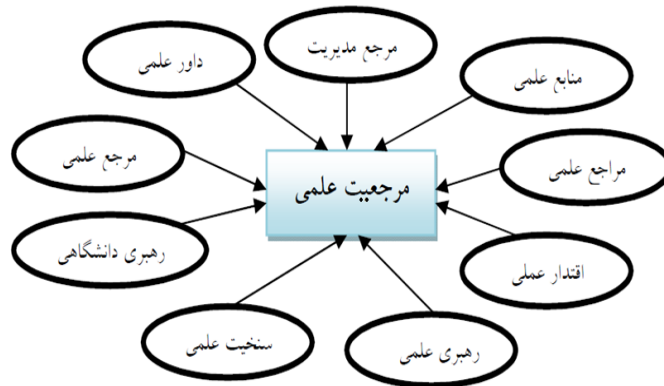 مرجع مدیریت
داور علمی
منابع علمی
مرجع علمی
مرجعیت علمی
مراجع علمی
رهبری دانشگاهی
اقتدار عملی
سنخیت علمی
رهبری علمی